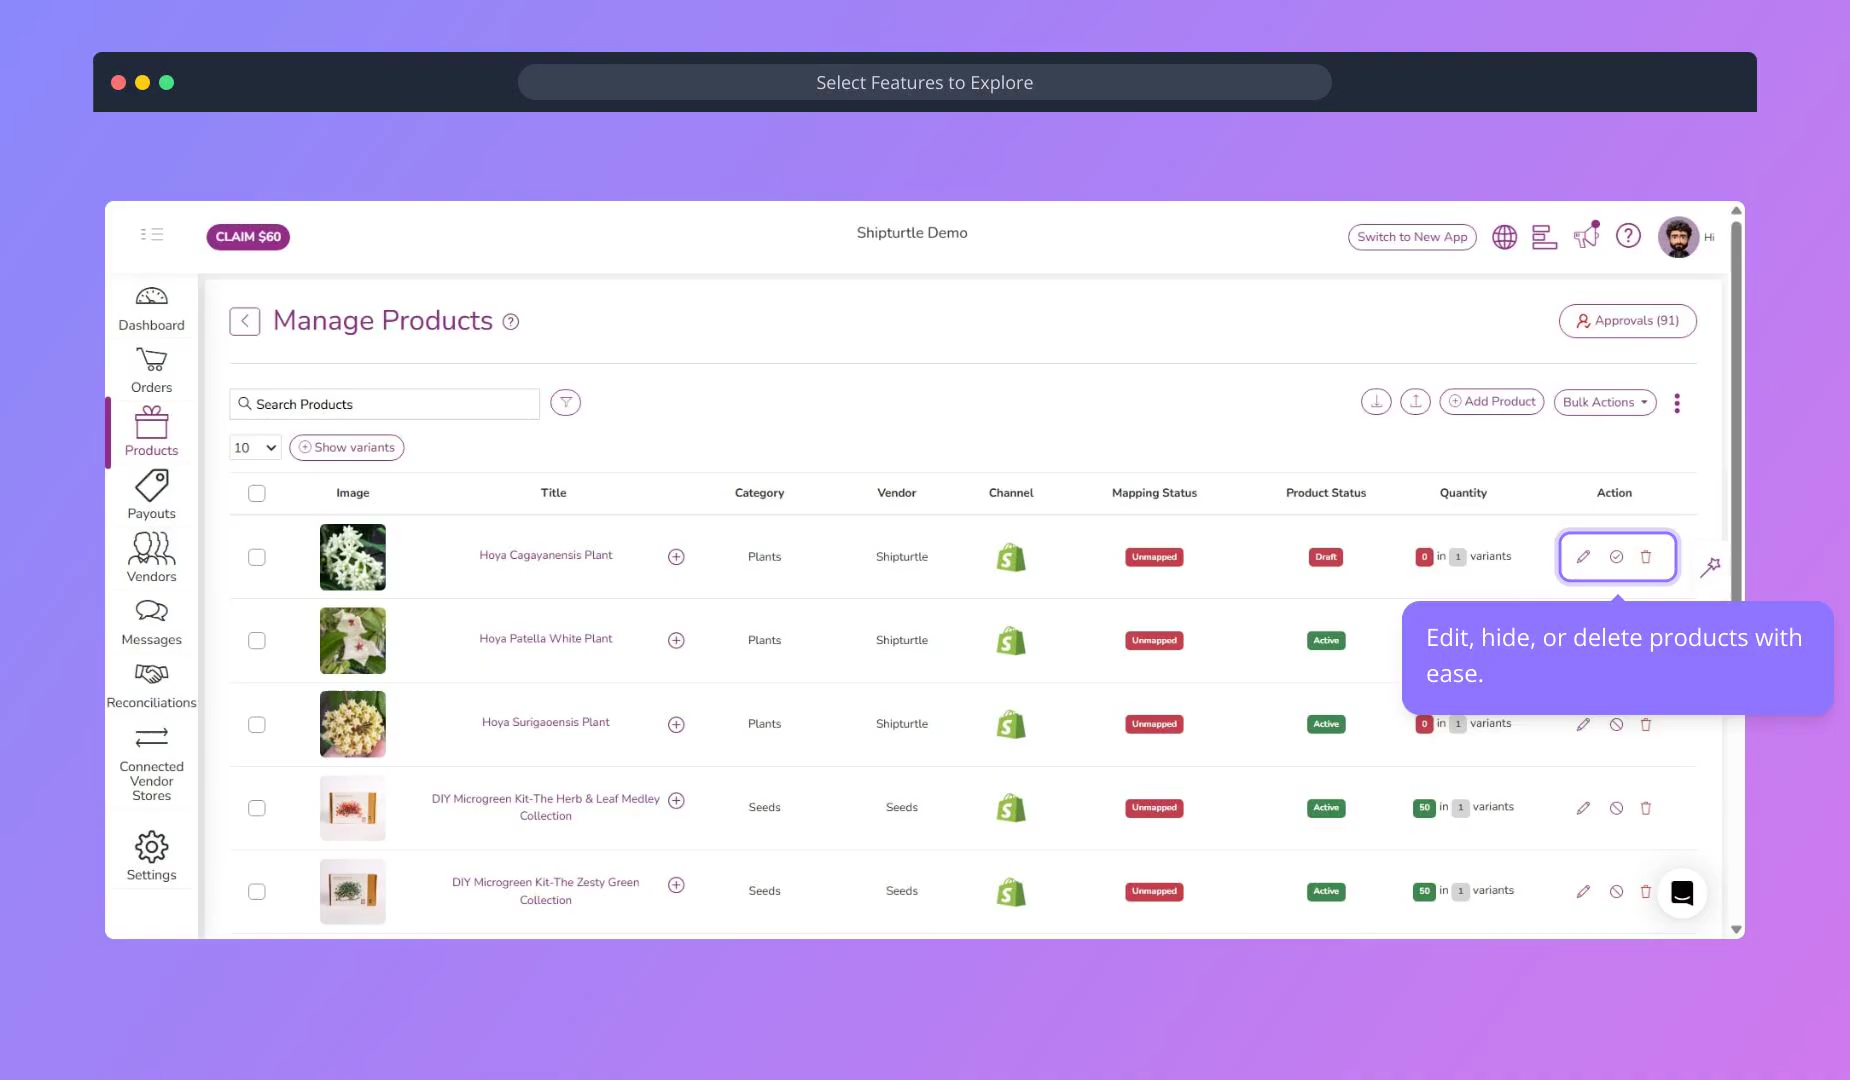 Select Features to Explore
CLAIM $60
Shipturtle Demo
Switch to New App
Hi
Dashboard
Orders
Products
Payouts
Vendors
Messages
Reconciliations
Connected
Vendor
Stores
Settings
Manage Products
Approvals (91)
Search Products
Add Product
Bulk Actions
10
Show variants
Image Title Category Vendor Channel Mapping Status Product Status Quantity Action
Hoya Cagayanensis Plant Plants Shipturtle Unmapped Draft 0 in 1 variants
Hoya Patella White Plant Plants Shipturtle Unmapped Active
Edit, hide, or delete products with
ease.
Hoya Surigaoensis Plant Plants Shipturtle Unmapped Active 0 in 1 variants
DIY Microgreen Kit-The Herb & Leaf Medley
Collection
Seeds Seeds Unmapped Active 50 in 1 variants
DIY Microgreen Kit-The Zesty Green
Collection
Seeds Seeds Unmapped Active 50 in 1 variants